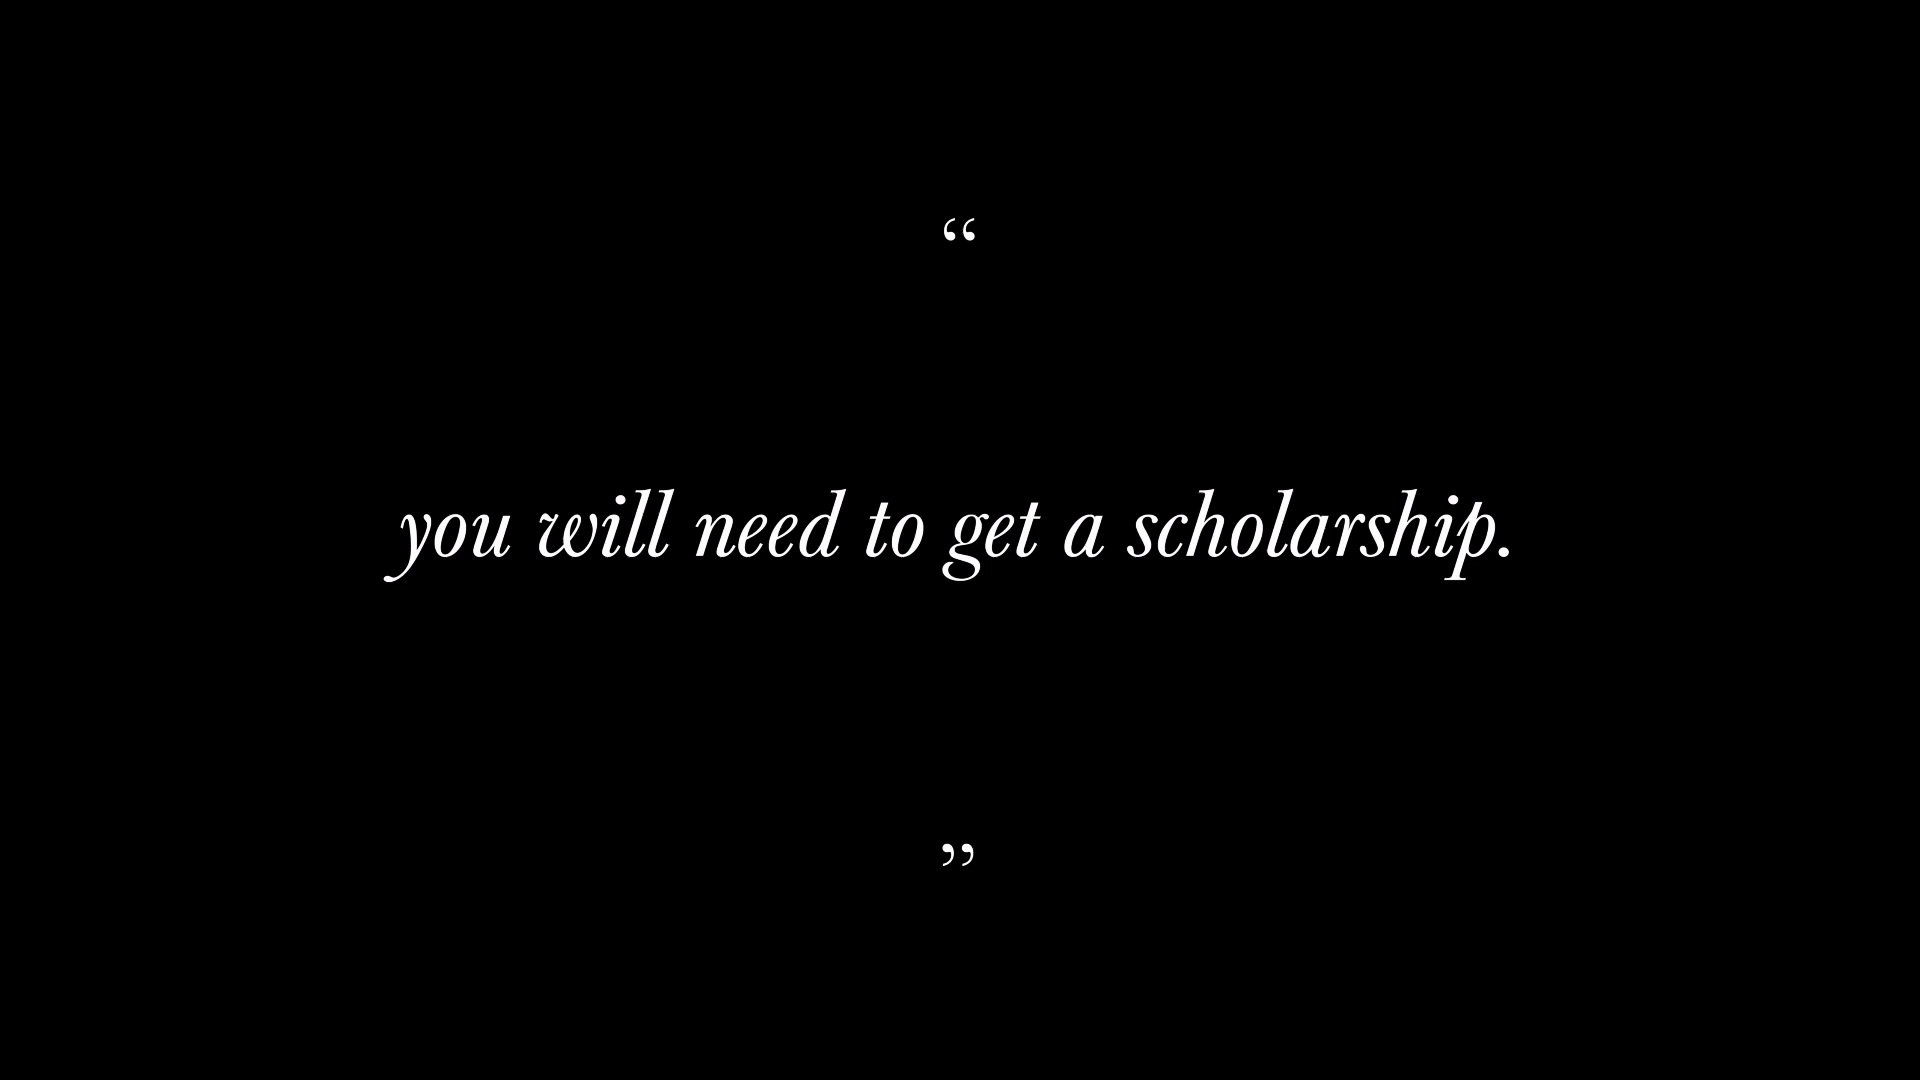 “
you will need to get a scholarship.
”